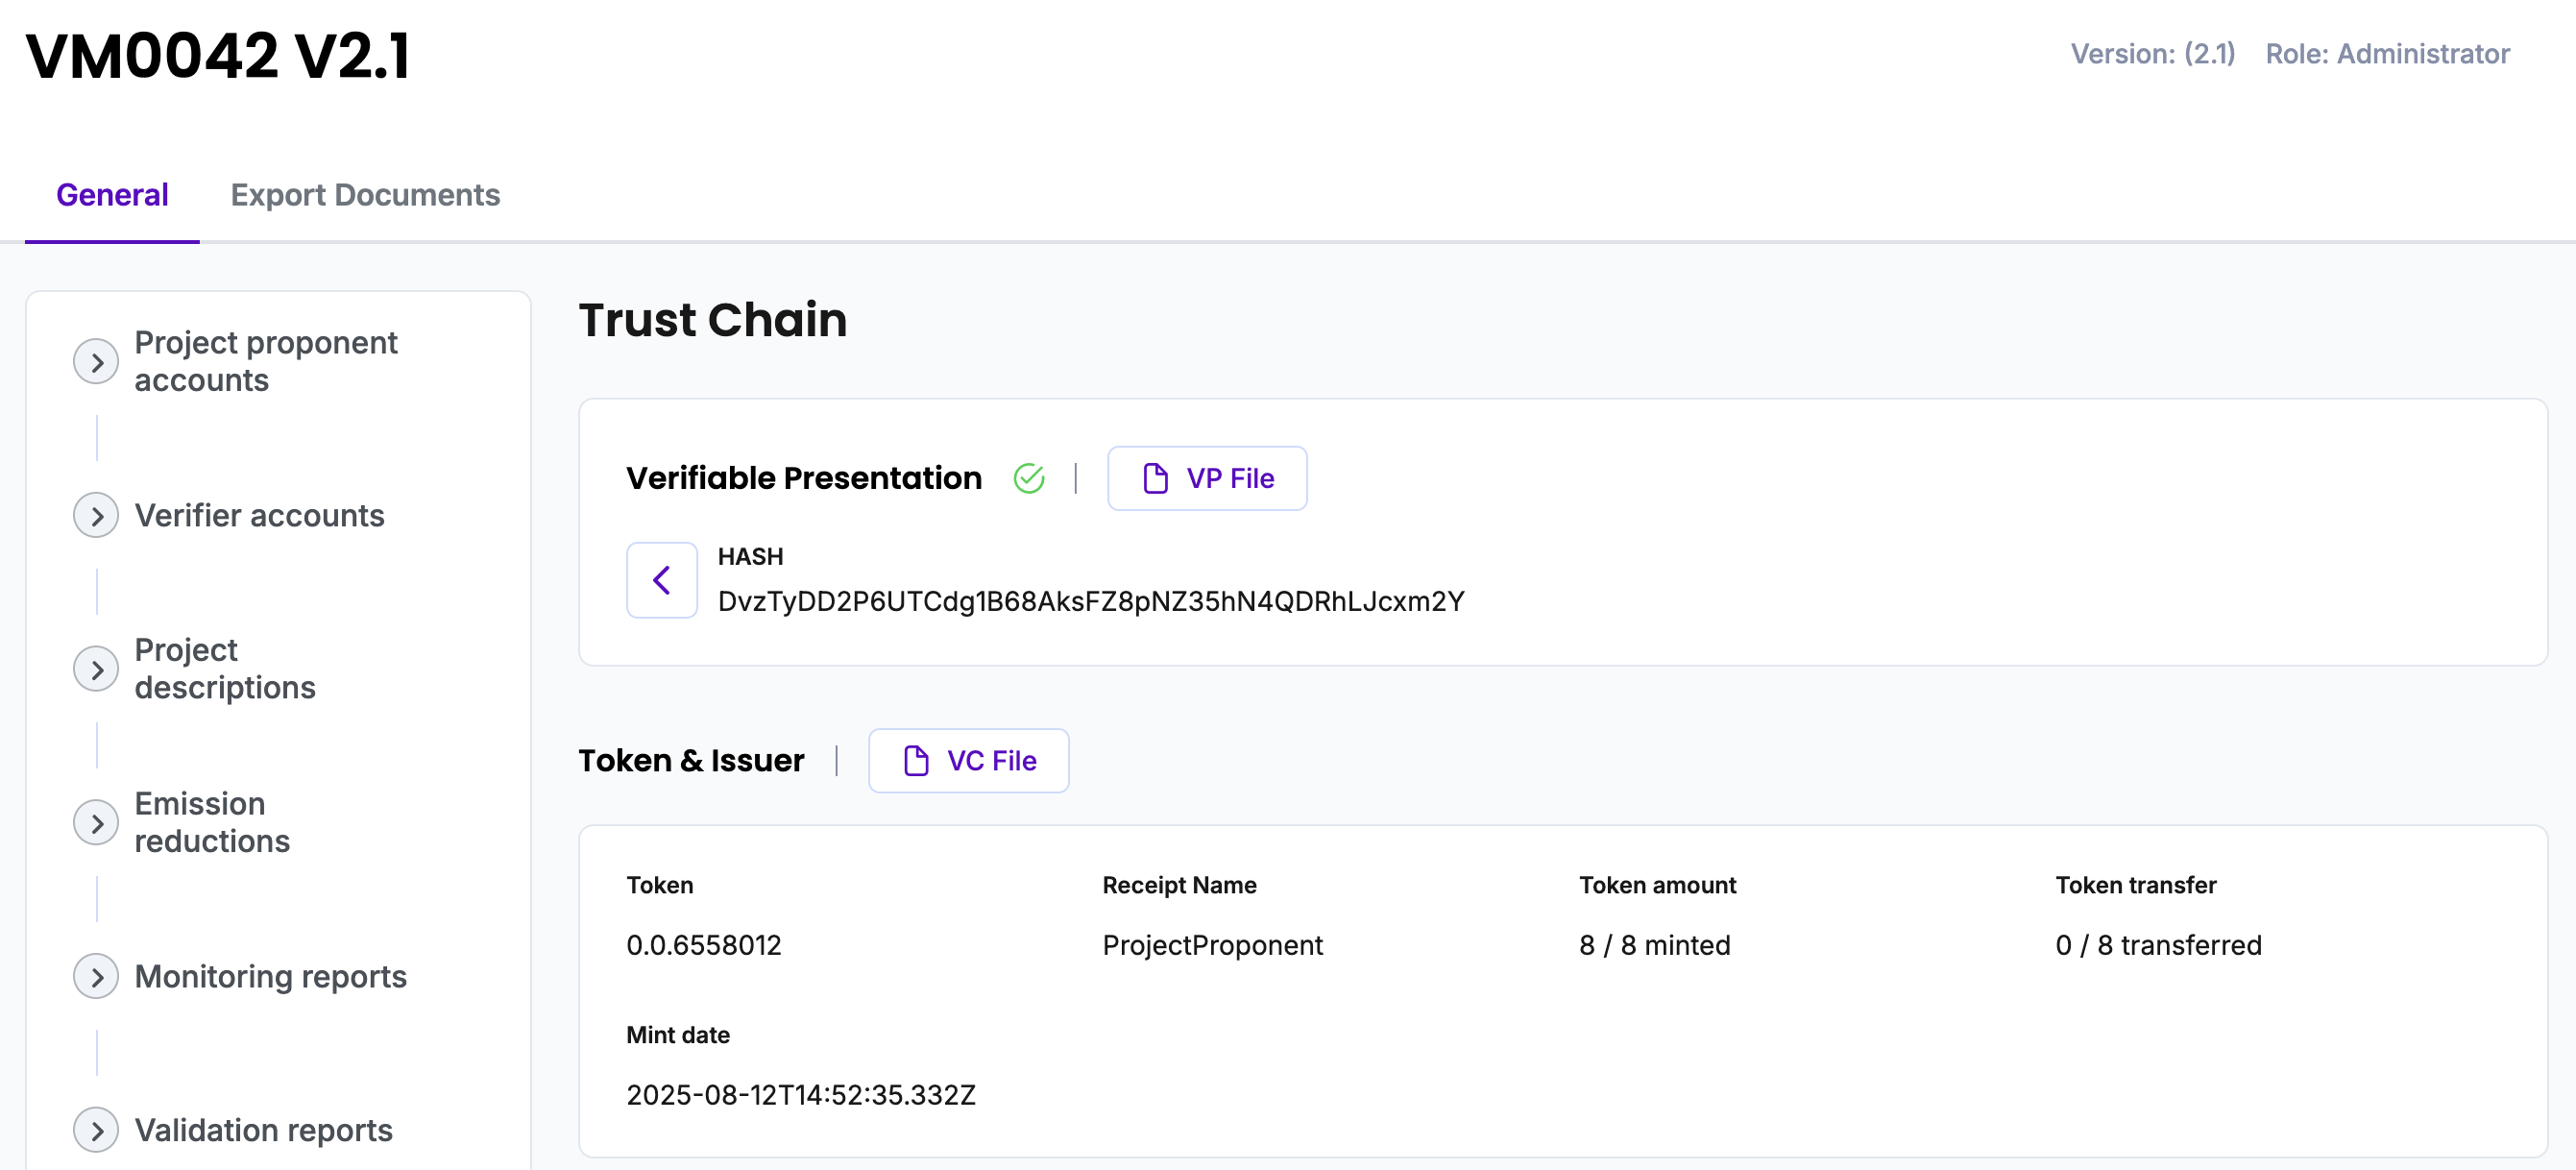 VM0042 V2.1
Version: (2.1) Role: Administrator
General Export Documents
Project proponent
accounts
Verifier accounts
Project
descriptions
Emission
reductions
Monitoring reports
Validation reports
Trust Chain
Verifiable Presentation | VP File
HASH
DvzTyDD2P6UTCdg1B68AksFZ8pNZ35hN4QDRhLJcxm2Y
Token & Issuer | VC File
Token Receipt Name Token amount Token transfer
0.0.6558012 ProjectProponent 8 / 8 minted 0 / 8 transferred
Mint date
2025-08-12T14:52:35.332Z